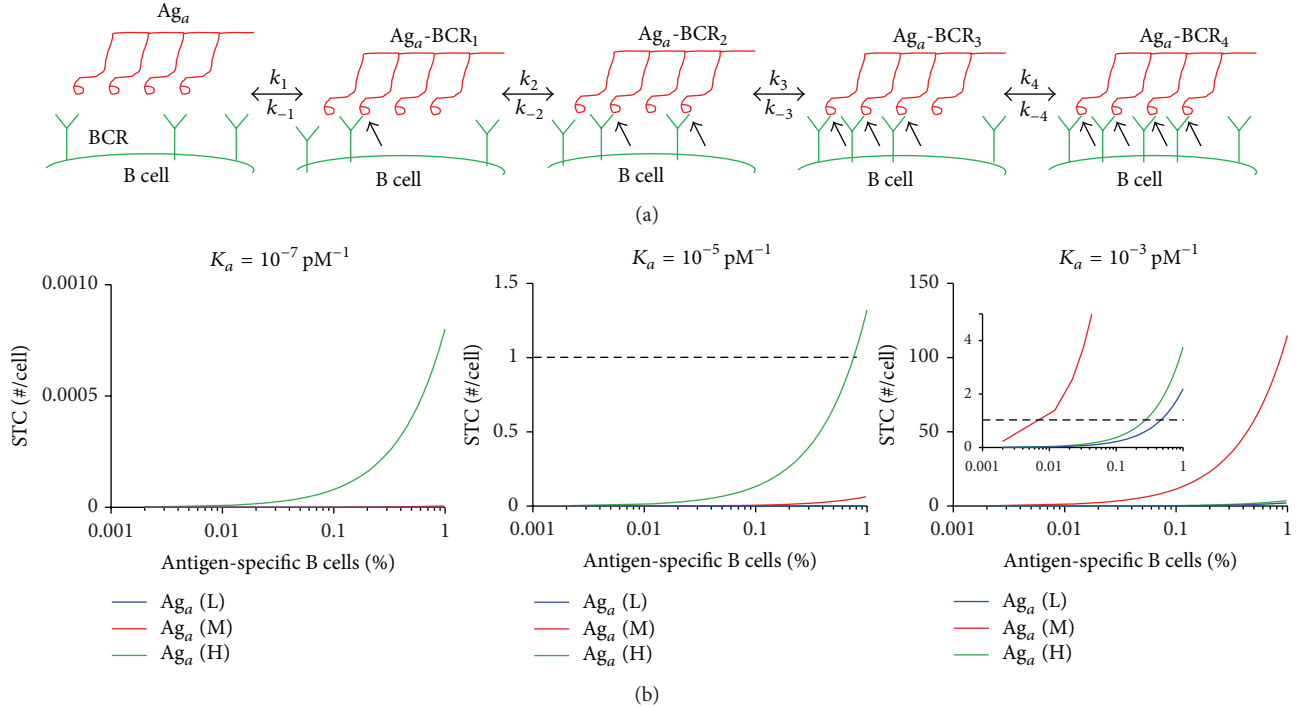 Ag_a
Ag_a-BCR_1
Ag_a-BCR_2
Ag_a-BCR_3
Ag_a-BCR_4
k_1
k_{−1}
k_2
k_{−2}
k_3
k_{−3}
k_4
k_{−4}
BCR
B cell
B cell
B cell
B cell
B cell
(a)
K_a = 10^{−7} pM^{−1}
0.0010
0.0005
0
STC (#/cell)
0.001 0.01 0.1 1
Antigen-specific B cells (%)
Ag_a (L)
Ag_a (M)
Ag_a (H)
K_a = 10^{−5} pM^{−1}
1.5
1
0.5
0
STC (#/cell)
0.001 0.01 0.1 1
Antigen-specific B cells (%)
Ag_a (L)
Ag_a (M)
Ag_a (H)
K_a = 10^{−3} pM^{−1}
150
100
50
0
STC (#/cell)
4
2
0
0.001 0.01 0.1 1
0.001 0.01 0.1 1
Antigen-specific B cells (%)
Ag_a (L)
Ag_a (M)
Ag_a (H)
(b)